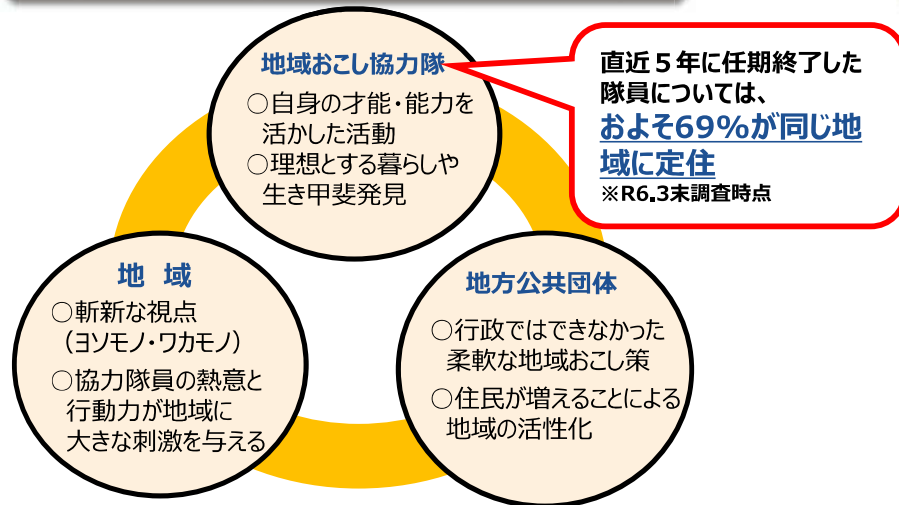 地域おこし協力隊
○自身の才能・能力を
活かした活動
○理想とする暮らしや
生き甲斐発見
直近５年に任期終了した
隊員については、
およそ69%が同じ地
域に定住
※R6.3末調査時点
地　域
○斬新な視点
（ヨソモノ・ワカモノ）
○協力隊員の熱意と
行動力が地域に
大きな刺激を与える
地方公共団体
○行政ではできなかった
柔軟な地域おこし策
○住民が増えることによる
地域の活性化